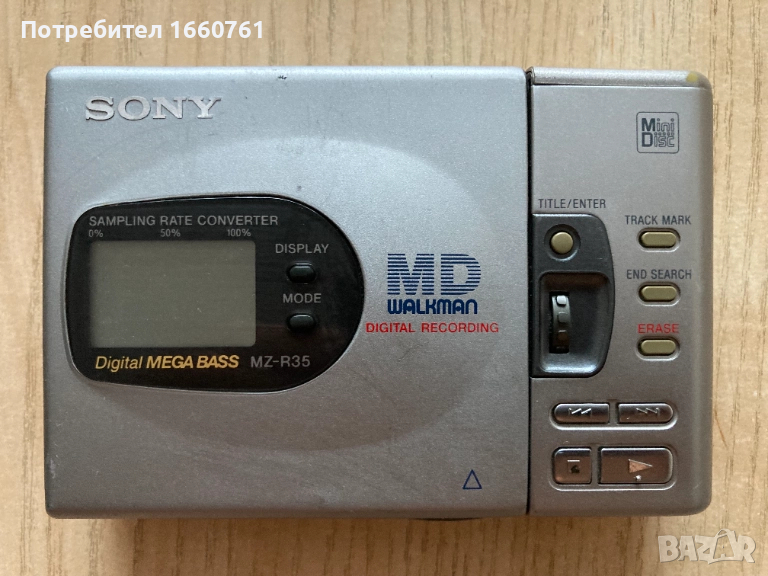 Потребител 1660761
SONY
Mini
Disc
TITLE/ENTER
TRACK MARK
SAMPLING RATE CONVERTER
0% 50% 100%
DISPLAY
MODE
END SEARCH
MD
WALKMAN
DIGITAL RECORDING
ERASE
Digital MEGA BASS MZ-R35
BAZAR